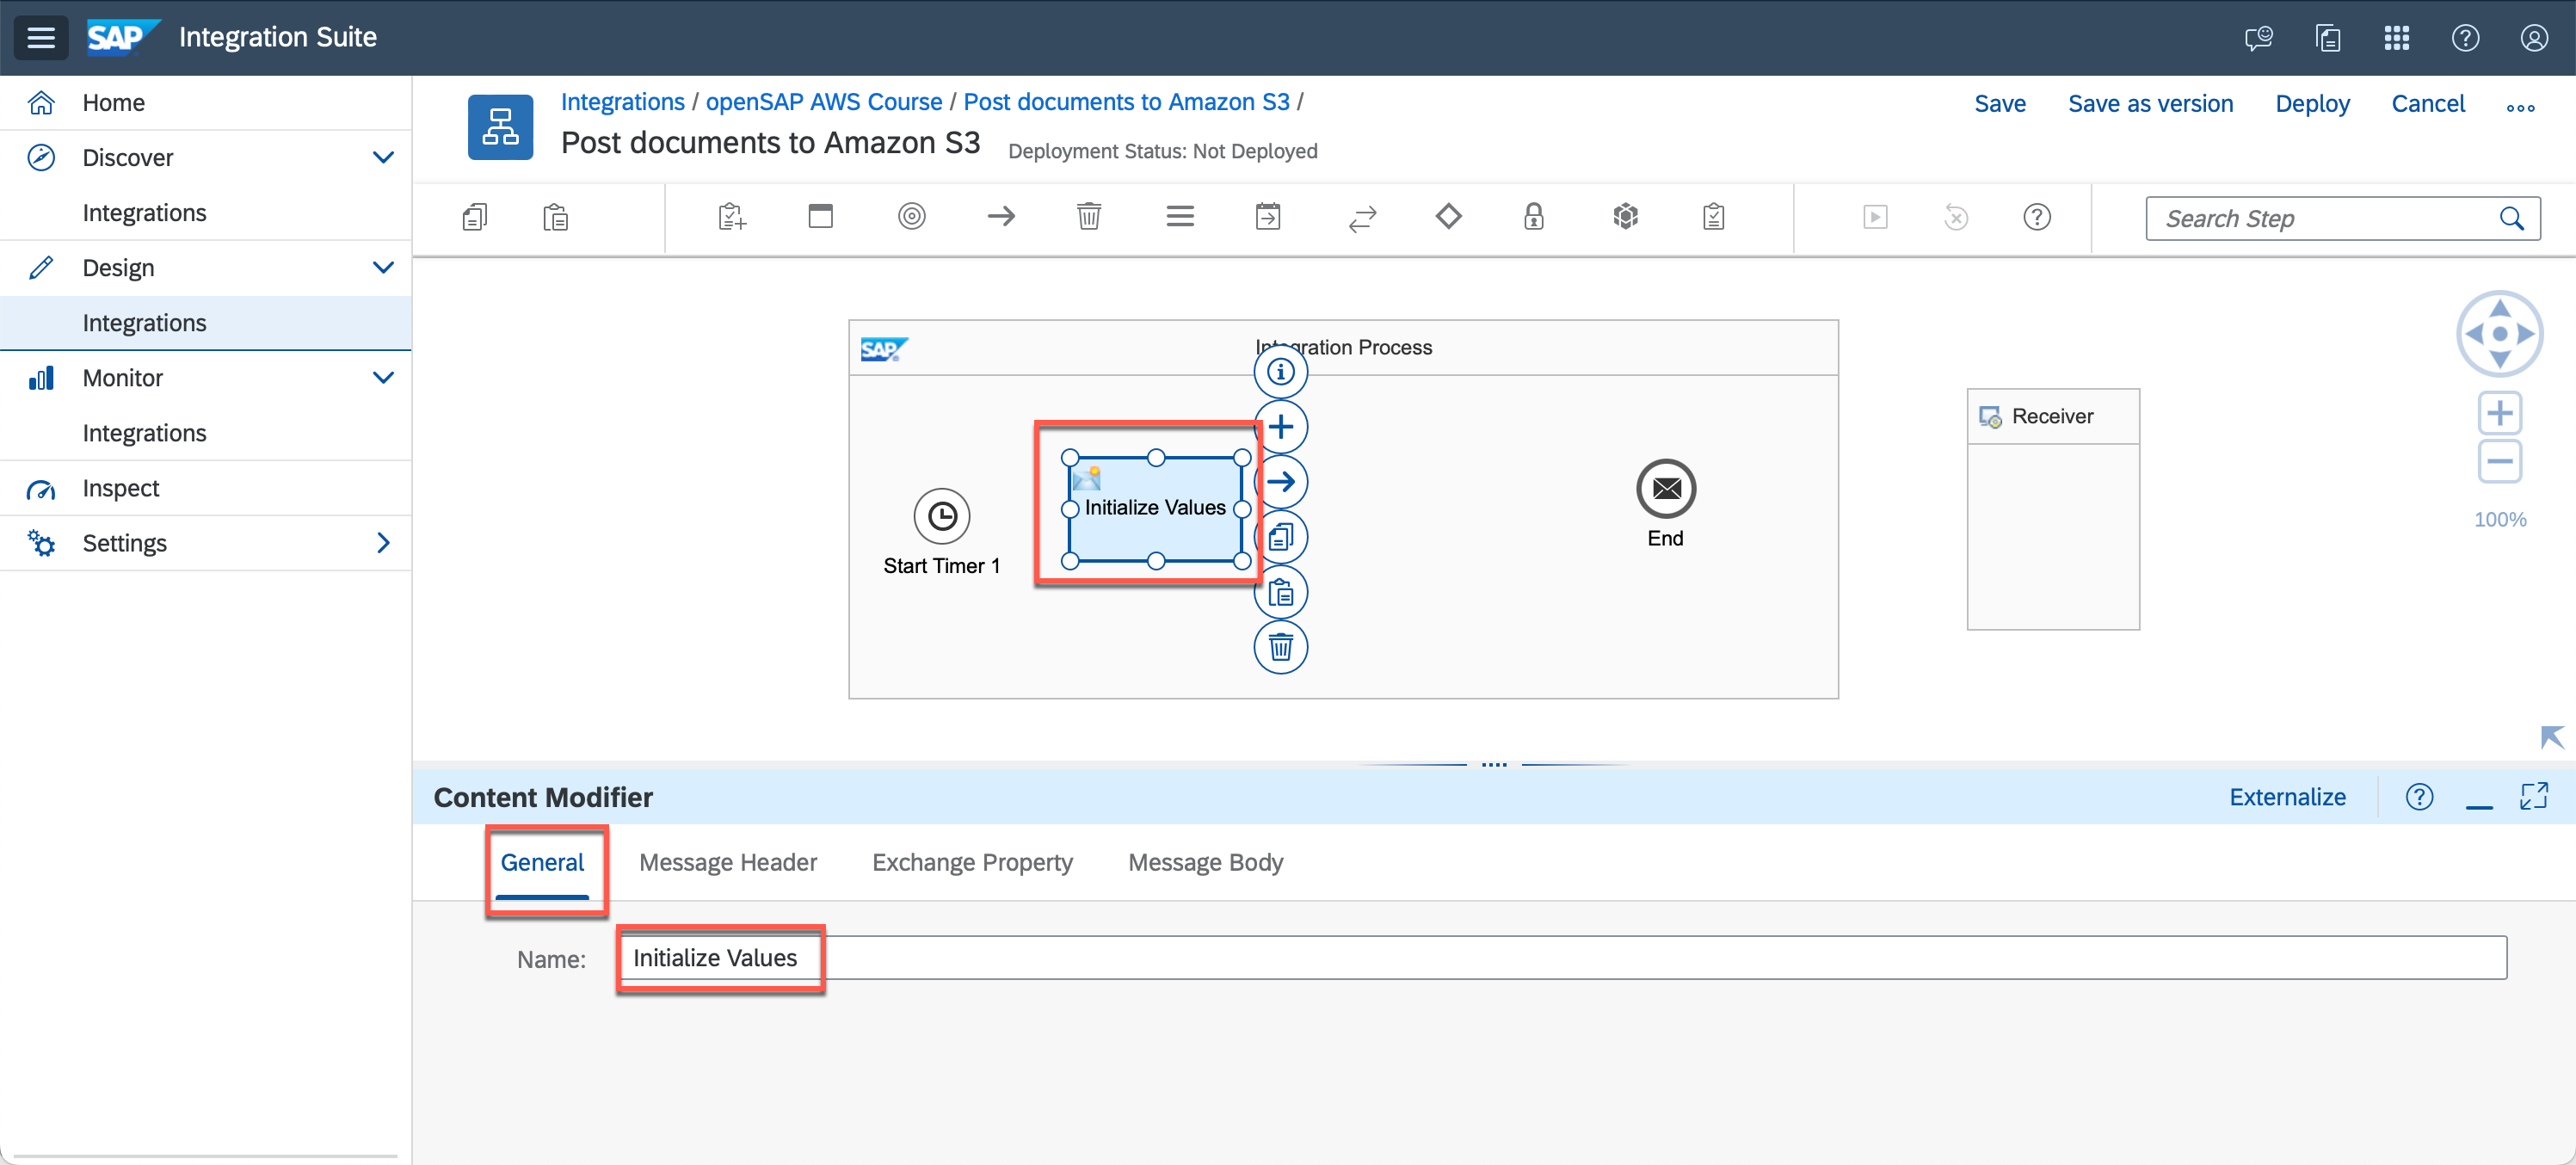 SAP Integration Suite
Home
Discover
Integrations
Design
Integrations
Monitor
Integrations
Inspect
Settings
Integrations / openSAP AWS Course / Post documents to Amazon S3 /
Post documents to Amazon S3 Deployment Status: Not Deployed
Save Save as version Deploy Cancel
Search Step
SAP Integration Process
Initialize Values
Start Timer 1
End
Receiver
100%
Content Modifier
Externalize
General Message Header Exchange Property Message Body
Name: Initialize Values